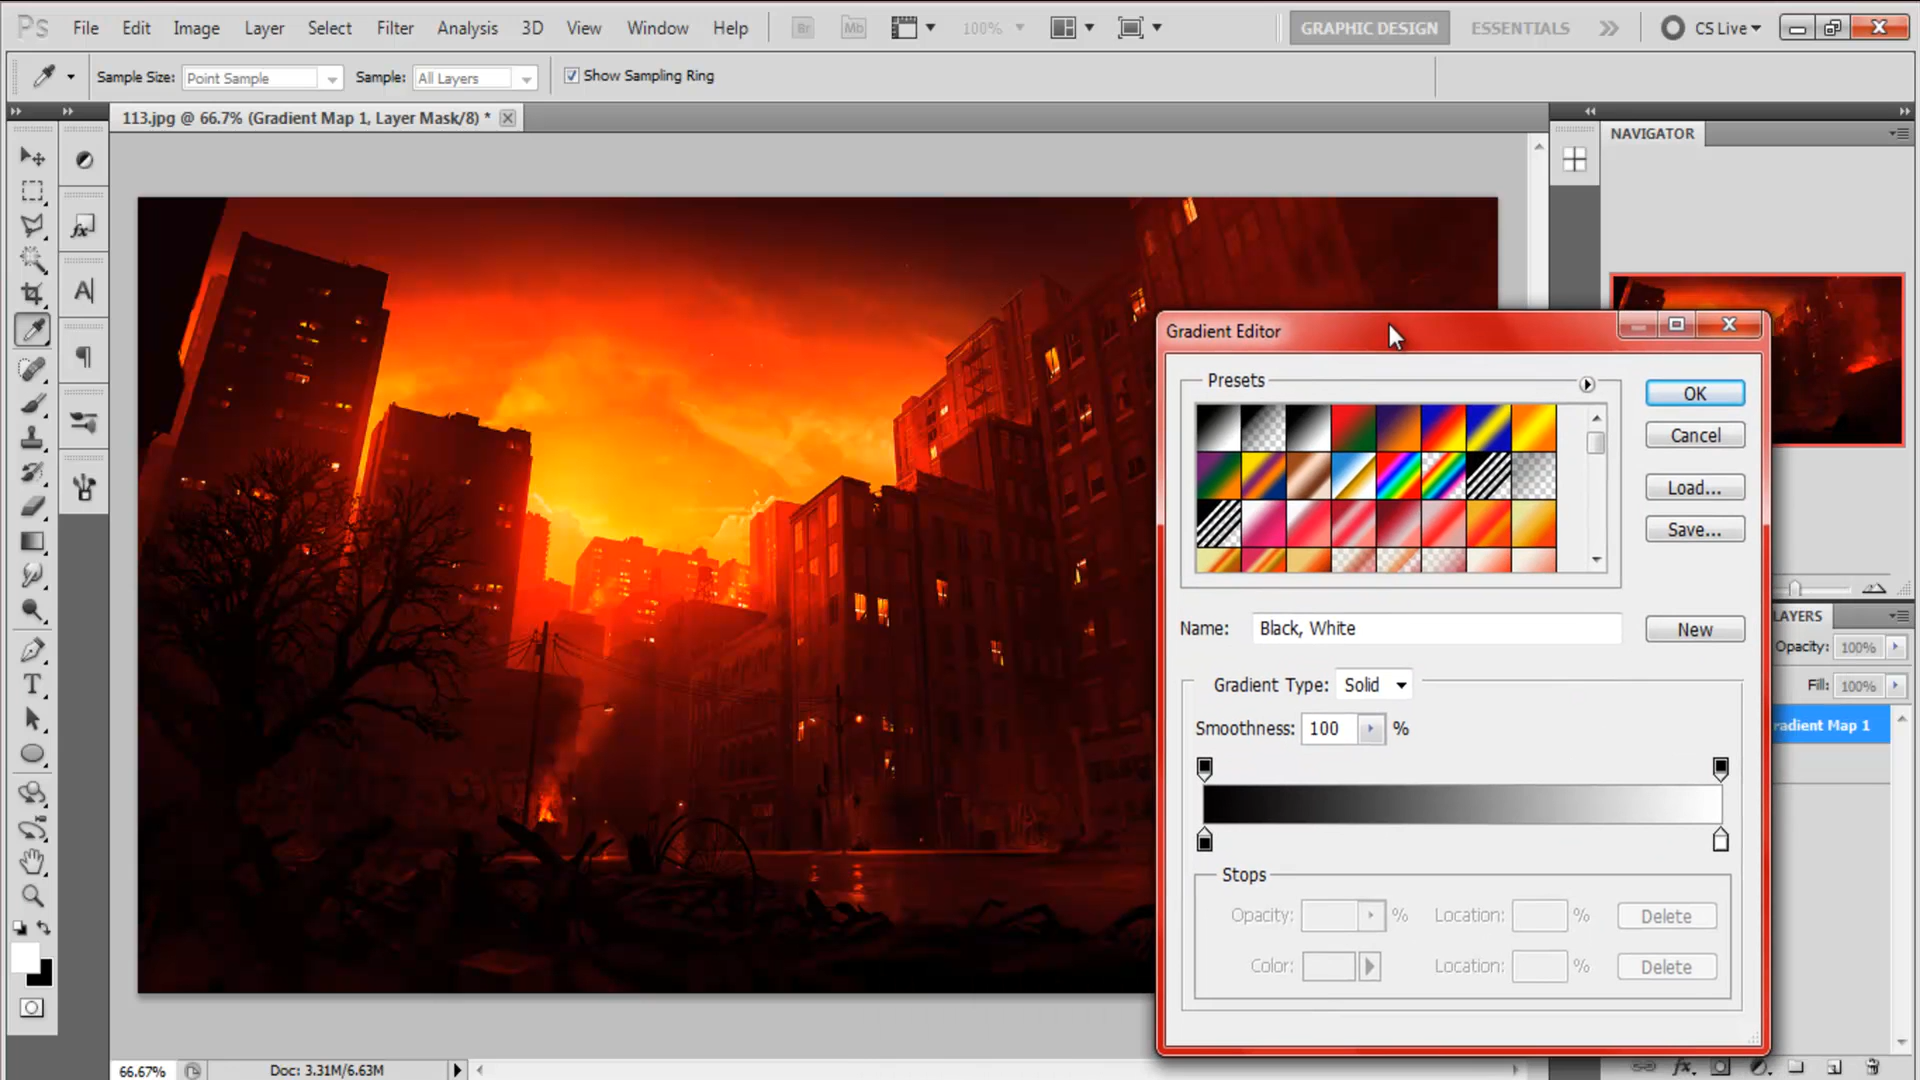 Ps File Edit Image Layer Select Filter Analysis 3D View Window Help Br Mb 100% GRAPHIC DESIGN ESSENTIALS CS Live
Sample Size: Point Sample Sample: All Layers Show Sampling Ring
113.jpg @ 66.7% (Gradient Map 1, Layer Mask/8) *
NAVIGATOR
Gradient Editor
Presets
OK
Cancel
Load...
Save...
Name: Black, White
New
LAYERS
Opacity: 100%
Gradient Type: Solid
Fill: 100%
Smoothness: 100 %
radient Map 1
Stops
Opacity: % Location: % Delete
Color: Location: % Delete
66.67% Doc: 3.31M/6.63M